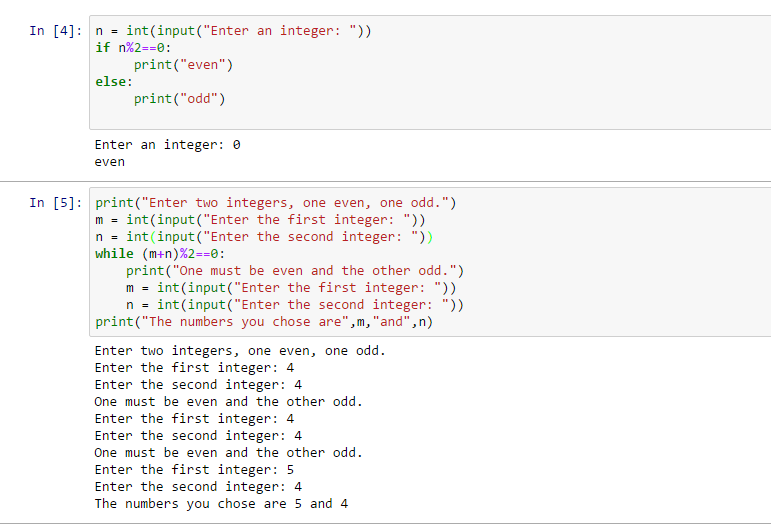 In [4]: n = int(input("Enter an integer: "))
if n%2==0:
     print("even")
else:
     print("odd")
Enter an integer: 0
even
In [5]: print("Enter two integers, one even, one odd.")
m = int(input("Enter the first integer: "))
n = int(input("Enter the second integer: "))
while (m+n)%2==0:
    print("One must be even and the other odd.")
    m = int(input("Enter the first integer: "))
    n = int(input("Enter the second integer: "))
print("The numbers you chose are",m,"and",n)
Enter two integers, one even, one odd.
Enter the first integer: 4
Enter the second integer: 4
One must be even and the other odd.
Enter the first integer: 4
Enter the second integer: 4
One must be even and the other odd.
Enter the first integer: 5
Enter the second integer: 4
The numbers you chose are 5 and 4